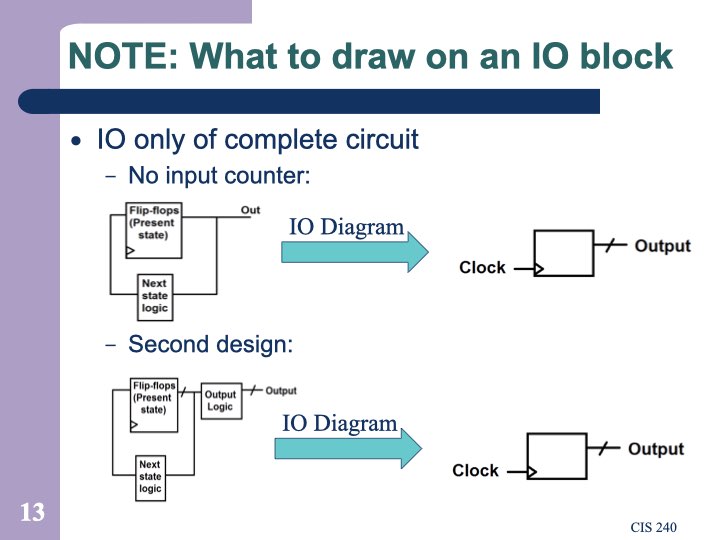 NOTE: What to draw on an IO block
• IO only of complete circuit
– No input counter:
Flip-flops
(Present
state)
Out
Next
state
logic
IO Diagram
Clock
Output
– Second design:
Flip-flops
(Present
state)
Output
Logic
Output
Next
state
logic
IO Diagram
Clock
Output
13
CIS 240